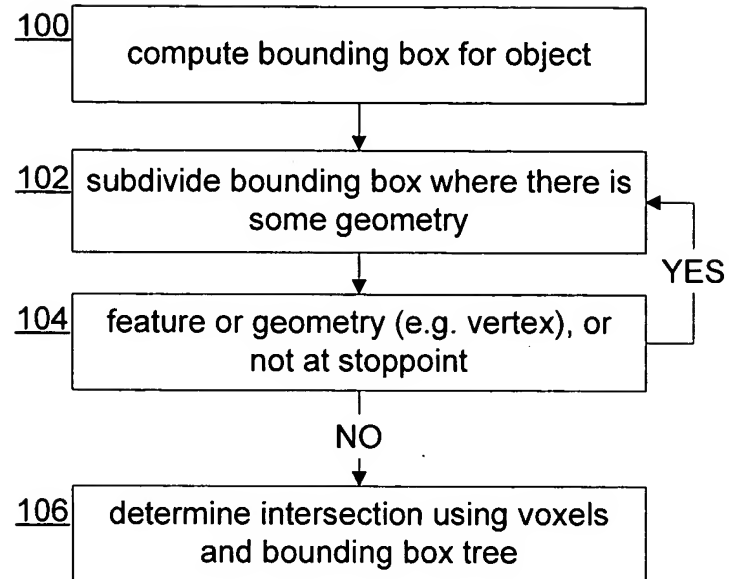 100
compute bounding box for object
102
subdivide bounding box where there is
some geometry
YES
104
feature or geometry (e.g. vertex), or
not at stoppoint
NO
106
determine intersection using voxels
and bounding box tree